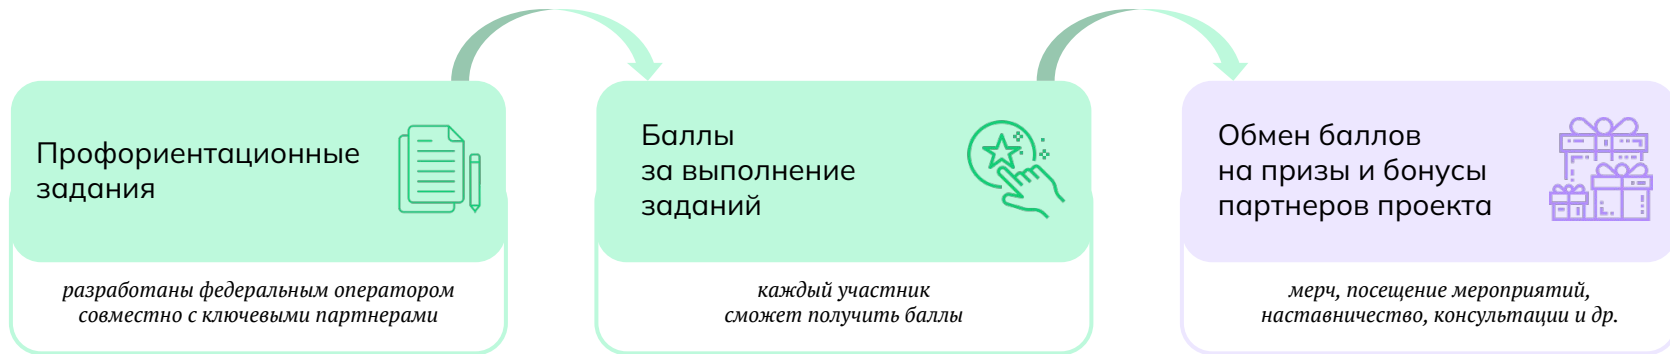 Профориентационные
задания
разработаны федеральным оператором
совместно с ключевыми партнерами
Баллы
за выполнение
заданий
каждый участник
сможет получить баллы
Обмен баллов
на призы и бонусы
партнеров проекта
мерч, посещение мероприятий,
наставничество, консультации и др.